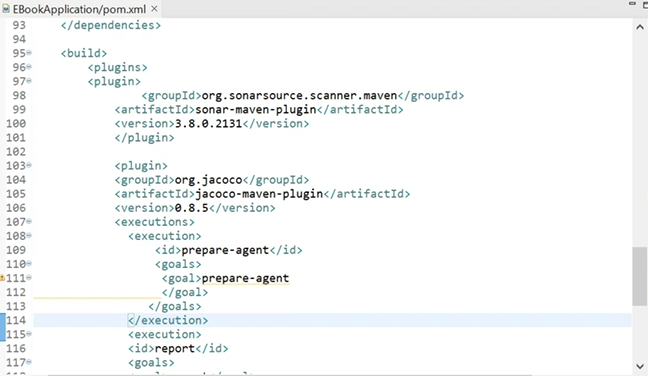 EBookApplication/pom.xml
93 </dependencies>
94
95 <build>
96 <plugins>
97 <plugin>
98 <groupId>org.sonarsource.scanner.maven</groupId>
99 <artifactId>sonar-maven-plugin</artifactId>
100 <version>3.8.0.2131</version>
101 </plugin>
102
103 <plugin>
104 <groupId>org.jacoco</groupId>
105 <artifactId>jacoco-maven-plugin</artifactId>
106 <version>0.8.5</version>
107 <executions>
108 <execution>
109 <id>prepare-agent</id>
110 <goals>
111 <goal>prepare-agent
112 </goal>
113 </goals>
114 </execution>
115 <execution>
116 <id>report</id>
117 <goals>